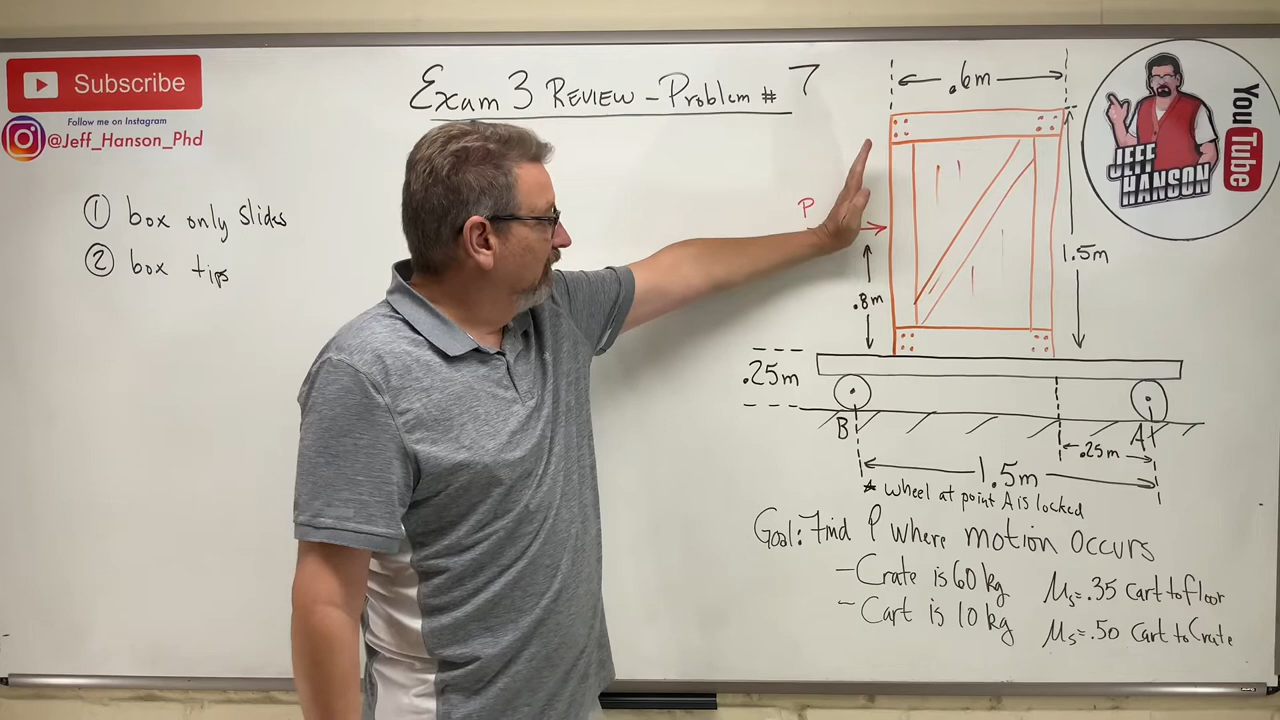 Subscribe
Follow me on Instagram
@Jeff_Hanson_Phd
Exam 3 REVIEW - Problem # 7
① box only slides
② box tips
.6m
P
.8m
1.5m
.25m
B
A
.25m
1.5m
* wheel at point A is locked
Goal: Find P where motion occurs
- Crate is 60 kg
μs = .35 Cart to floor
- Cart is 10 kg
μs = .50 Cart to Crate
JEFF
HANSON
YouTube